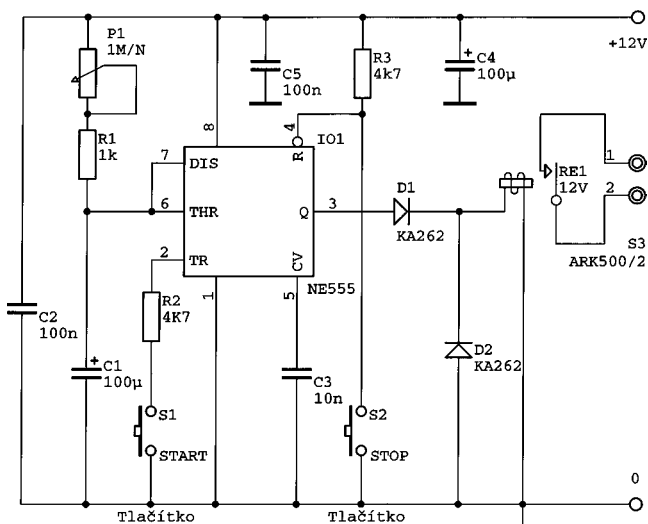 P1
1M/N
+12V
R3
4k7
C4
+
100µ
C5
100n
R1
1k
8
4
IO1
R
7
DIS
RE1
12V
1
2
6
THR
Q
3
D1
KA262
S3
ARK500/2
2
TR
CV
1
5
NE555
R2
4K7
C2
100n
+
C1
100µ
C3
10n
D2
KA262
S1
START
S2
STOP
0
Tlačítko
Tlačítko